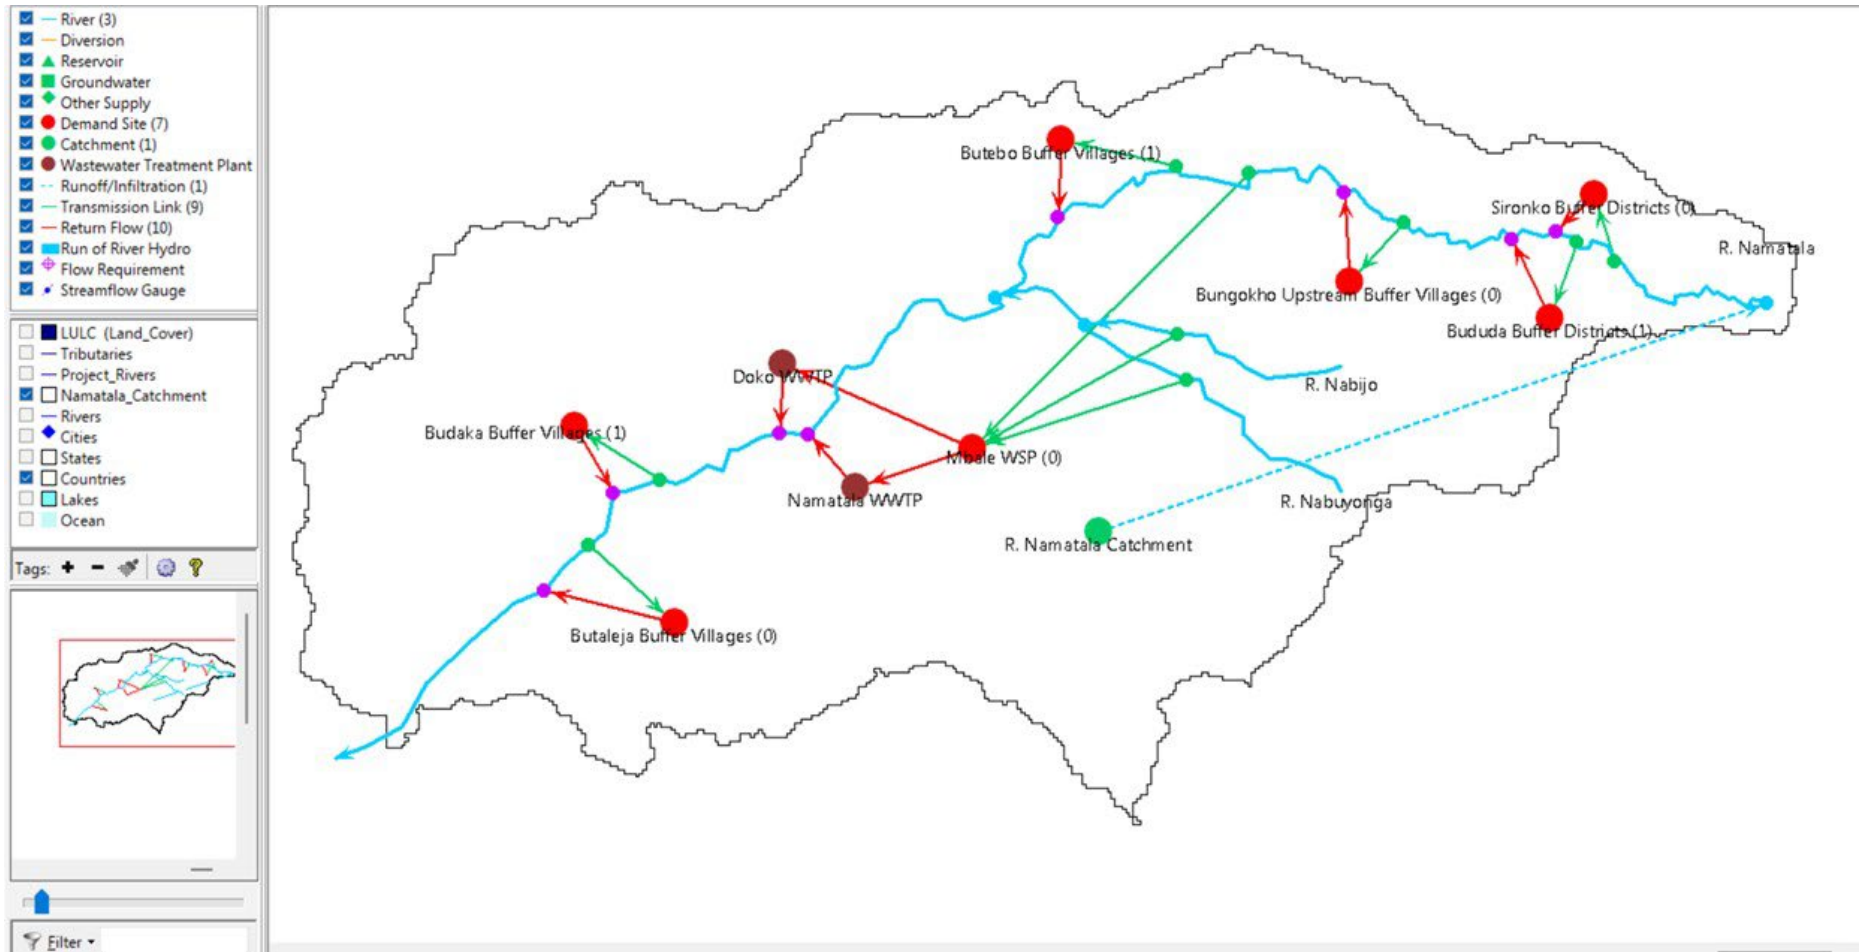 River (3)
Diversion
Reservoir
Groundwater
Other Supply
Demand Site (7)
Catchment (1)
Wastewater Treatment Plant
Runoff/Infiltration (1)
Transmission Link (9)
Return Flow (10)
Run of River Hydro
Flow Requirement
Streamflow Gauge
LULC (Land_Cover)
Tributaries
Project_Rivers
Namatala_Catchment
Rivers
Cities
States
Countries
Lakes
Ocean
Tags:
Filter
Butebo Buffer Villages (1)
Sironko Buffer Districts (0)
R. Namatala
Bungokho Upstream Buffer Villages (0)
Bududa Buffer Districts (1)
Doko WWTP
R. Nabijo
Budaka Buffer Villages (1)
Mbale WSP (0)
Namatala WWTP
R. Nabuyonga
R. Namatala Catchment
Butaleja Buffer Villages (0)